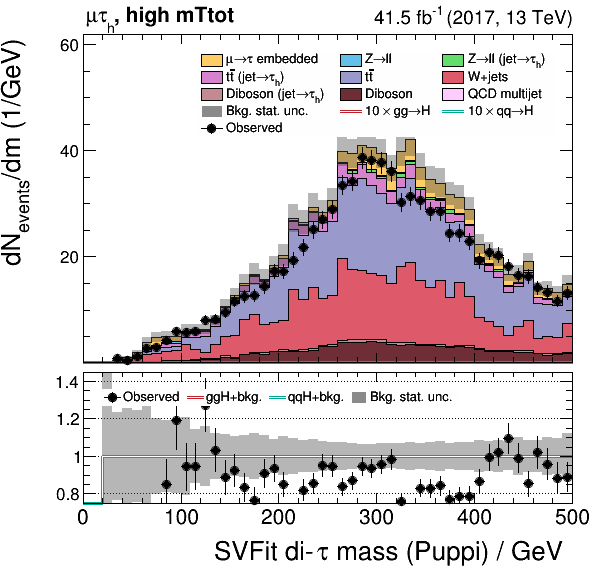 μτh, high mTtot 41.5 fb⁻¹ (2017, 13 TeV)
dNevents/dm (1/GeV)
60
40
20
μ→τ embedded Z→ll Z→ll (jet→τh)
tt̄ (jet→τh) tt̄ W+jets
Diboson (jet→τh) Diboson QCD multijet
Bkg. stat. unc. 10 × gg→H 10 × qq→H
Observed
1.4
1.2
1
0.8
Observed ggH+bkg. qqH+bkg. Bkg. stat. unc.
0 100 200 300 400 500
SVFit di-τ mass (Puppi) / GeV